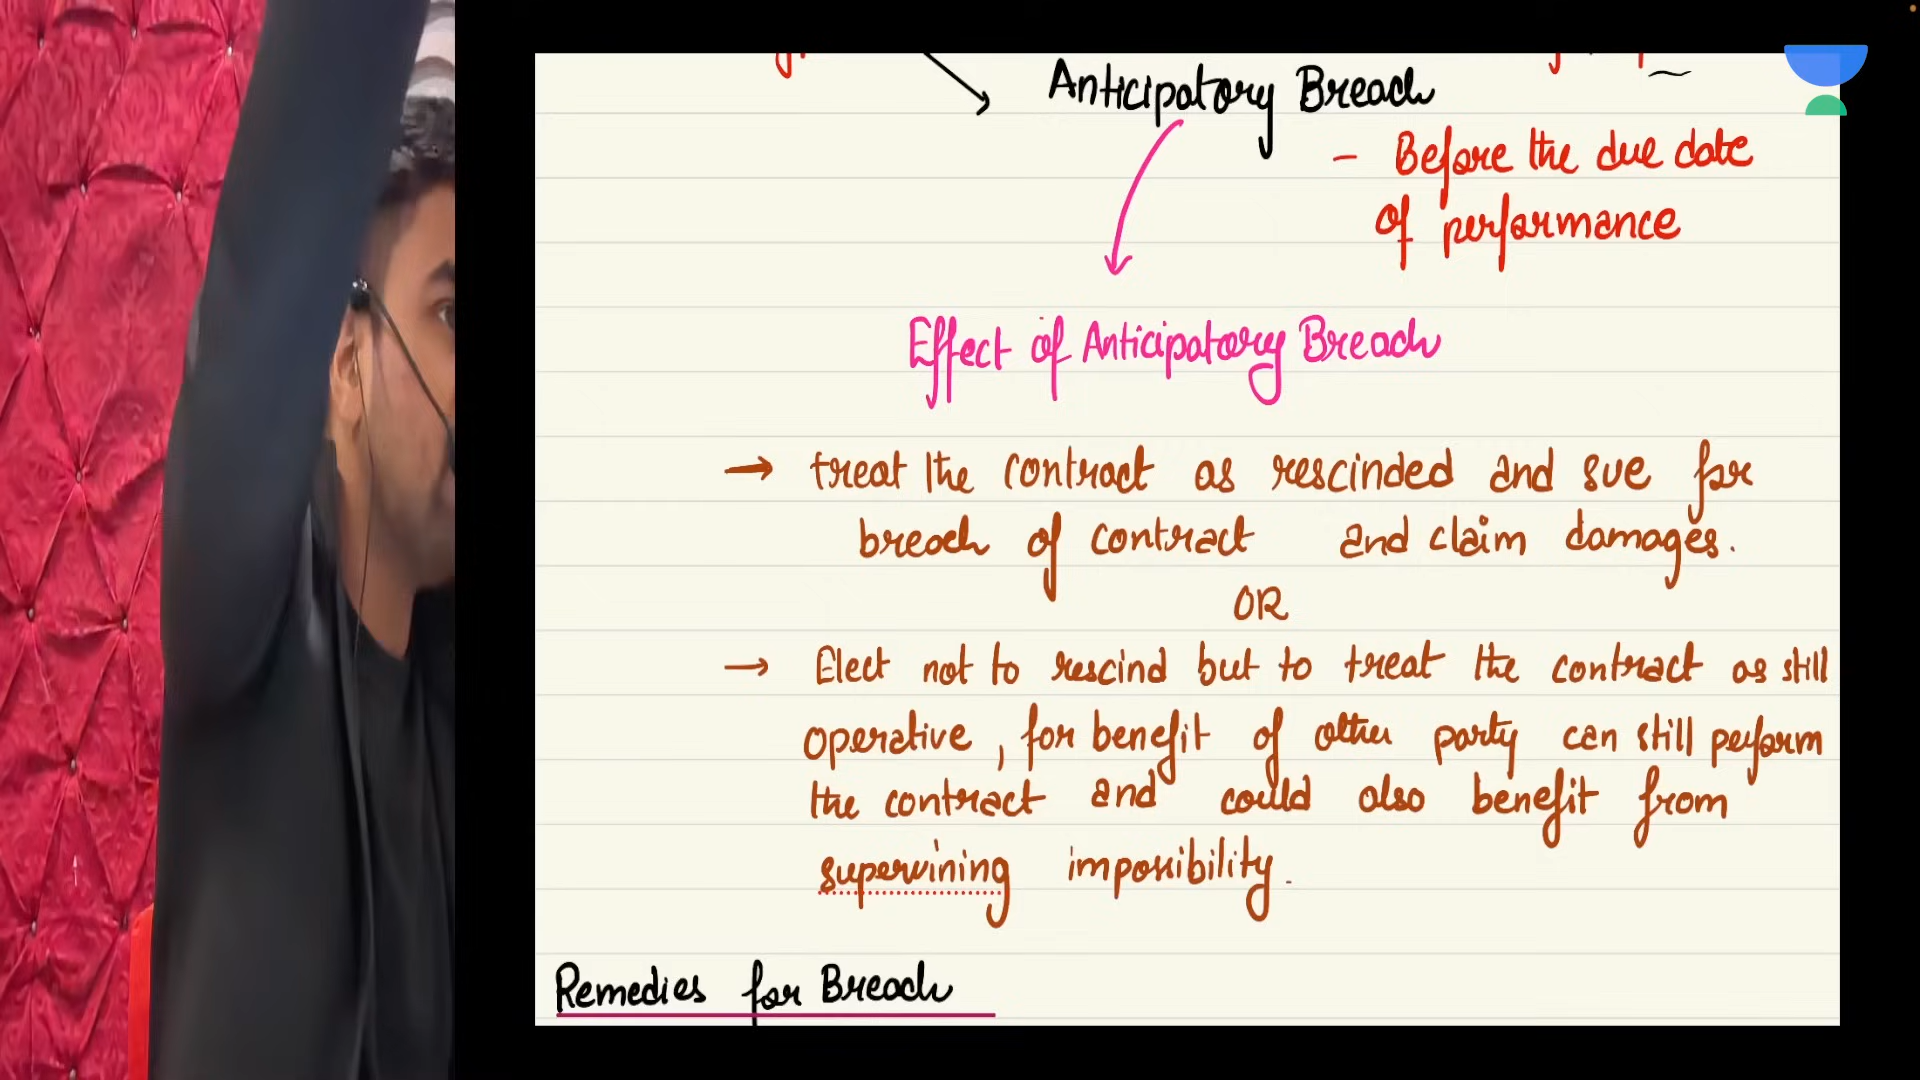 Anticipatory Breach
- Before the due date
of performance
Effect of Anticipatory Breach
→ treat the contract as rescinded and sue for
breach of contract and claim damages.
OR
→ Elect not to rescind but to treat the contract as still
operative, for benefit of other party can still perform
the contract and could also benefit from
supervining impossibility.
Remedies for Breach